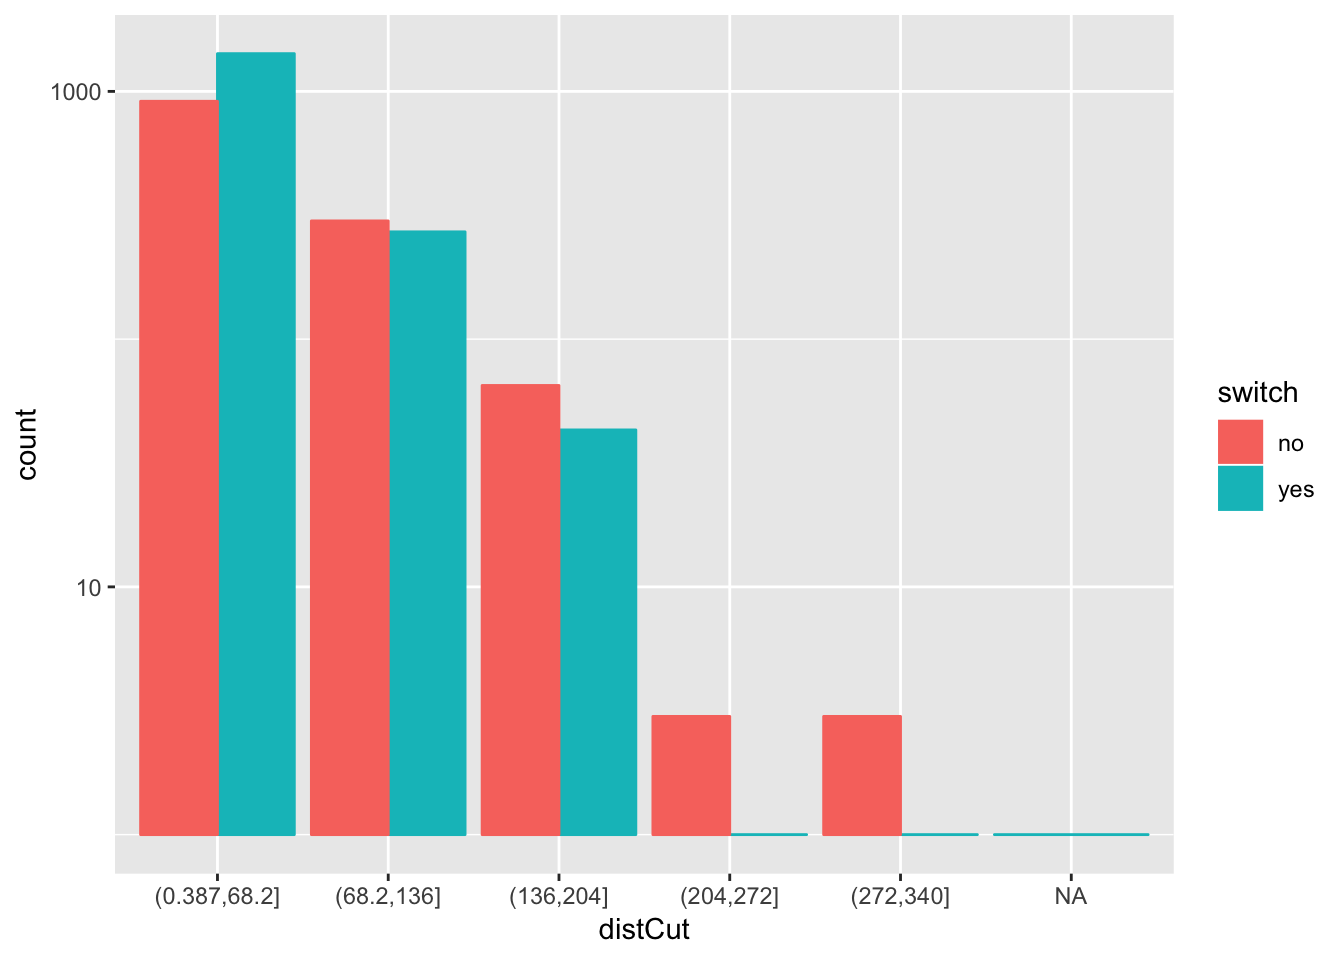 count
1000
10
(0.387,68.2]
(68.2,136]
(136,204]
(204,272]
(272,340]
NA
distCut
switch
no
yes